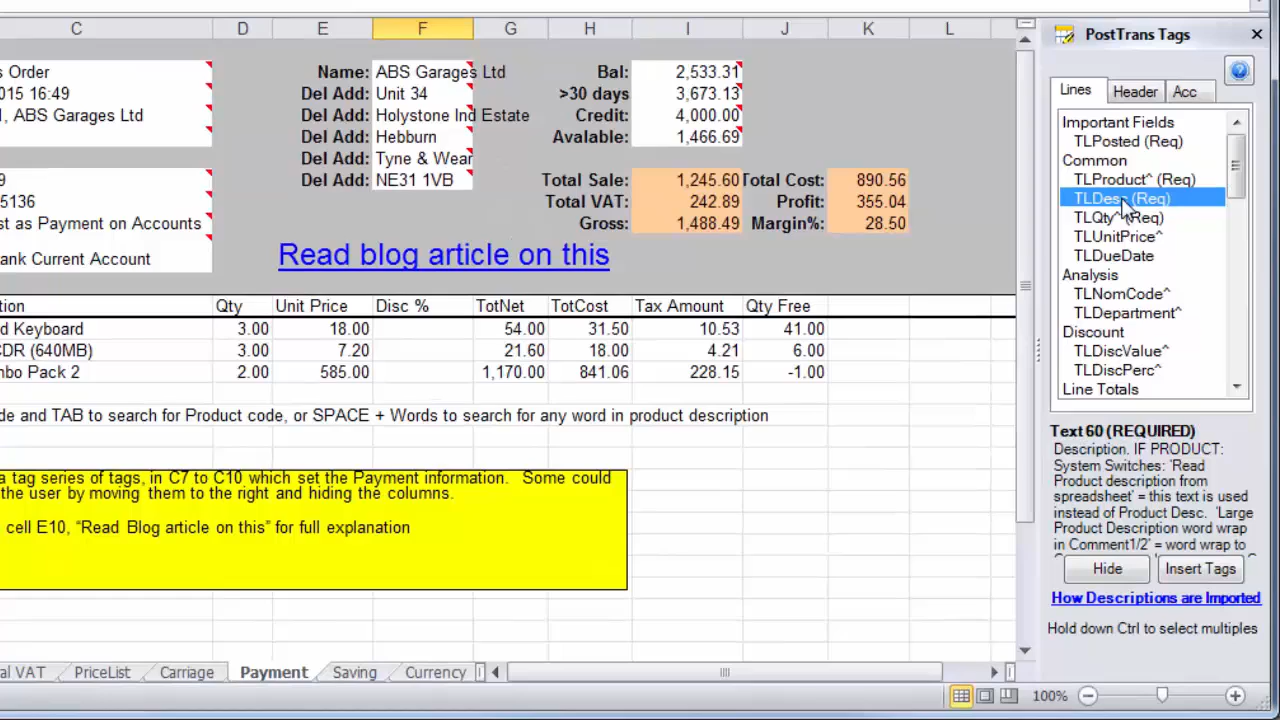 C D E F G H I J K L
s Order Name: ABS Garages Ltd Bal: 2,533.31
015 16:49 Del Add: Unit 34 >30 days 3,673.13
, ABS Garages Ltd Del Add: Holystone Ind Estate Credit: 4,000.00
Del Add: Hebburn Avalable: 1,466.69
Del Add: Tyne & Wear
9 Del Add: NE31 1VB Total Sale: 1,245.60 Total Cost: 890.56
5136 Total VAT: 242.89 Profit: 355.04
st as Payment on Accounts Gross: 1,488.49 Margin%: 28.50
ank Current Account Read blog article on this
tion Qty Unit Price Disc % TotNet TotCost Tax Amount Qty Free
d Keyboard 3.00 18.00 54.00 31.50 10.53 41.00
CDR (640MB) 3.00 7.20 21.60 18.00 4.21 6.00
mbo Pack 2 2.00 585.00 1,170.00 841.06 228.15 -1.00
de and TAB to search for Product code, or SPACE + Words to search for any word in product description
a tag series of tags, in C7 to C10 which set the Payment information. Some could
the user by moving them to the right and hiding the columns.
cell E10, “Read Blog article on this” for full explanation
al VAT PriceList Carriage Payment Saving Currency
100%
PostTrans Tags
Lines Header Acc
Important Fields
TLPosted (Req)
Common
TLProduct^ (Req)
TLDesc (Req)
TLQty^ (Req)
TLUnitPrice^
TLDueDate
Analysis
TLNomCode^
TLDepartment^
Discount
TLDiscValue^
TLDiscPerc^
Line Totals
Text 60 (REQUIRED)
Description. IF PRODUCT:
System Switches: 'Read
Product description from
spreadsheet' = this text is used
instead of Product Desc. 'Large
Product Description word wrap
in Comment1/2' = word wrap to
Hide Insert Tags
How Descriptions are Imported
Hold down Ctrl to select multiples